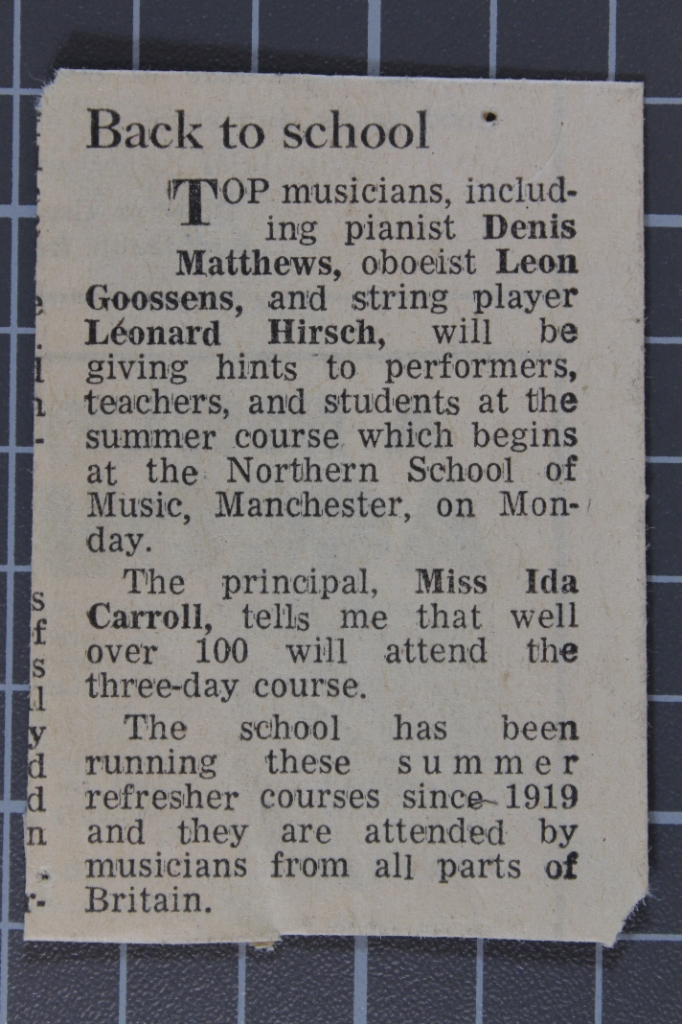 Back to school
TOP musicians, includ-
ing pianist Denis
Matthews, oboeist Leon
Goossens, and string player
Léonard Hirsch, will be
giving hints to performers,
teachers, and students at the
summer course which begins
at the Northern School of
Music, Manchester, on Mon-
day.
The principal, Miss Ida
Carroll, tells me that well
over 100 will attend the
three-day course.
The school has been
running these summer
refresher courses since 1919
and they are attended by
musicians from all parts of
Britain.